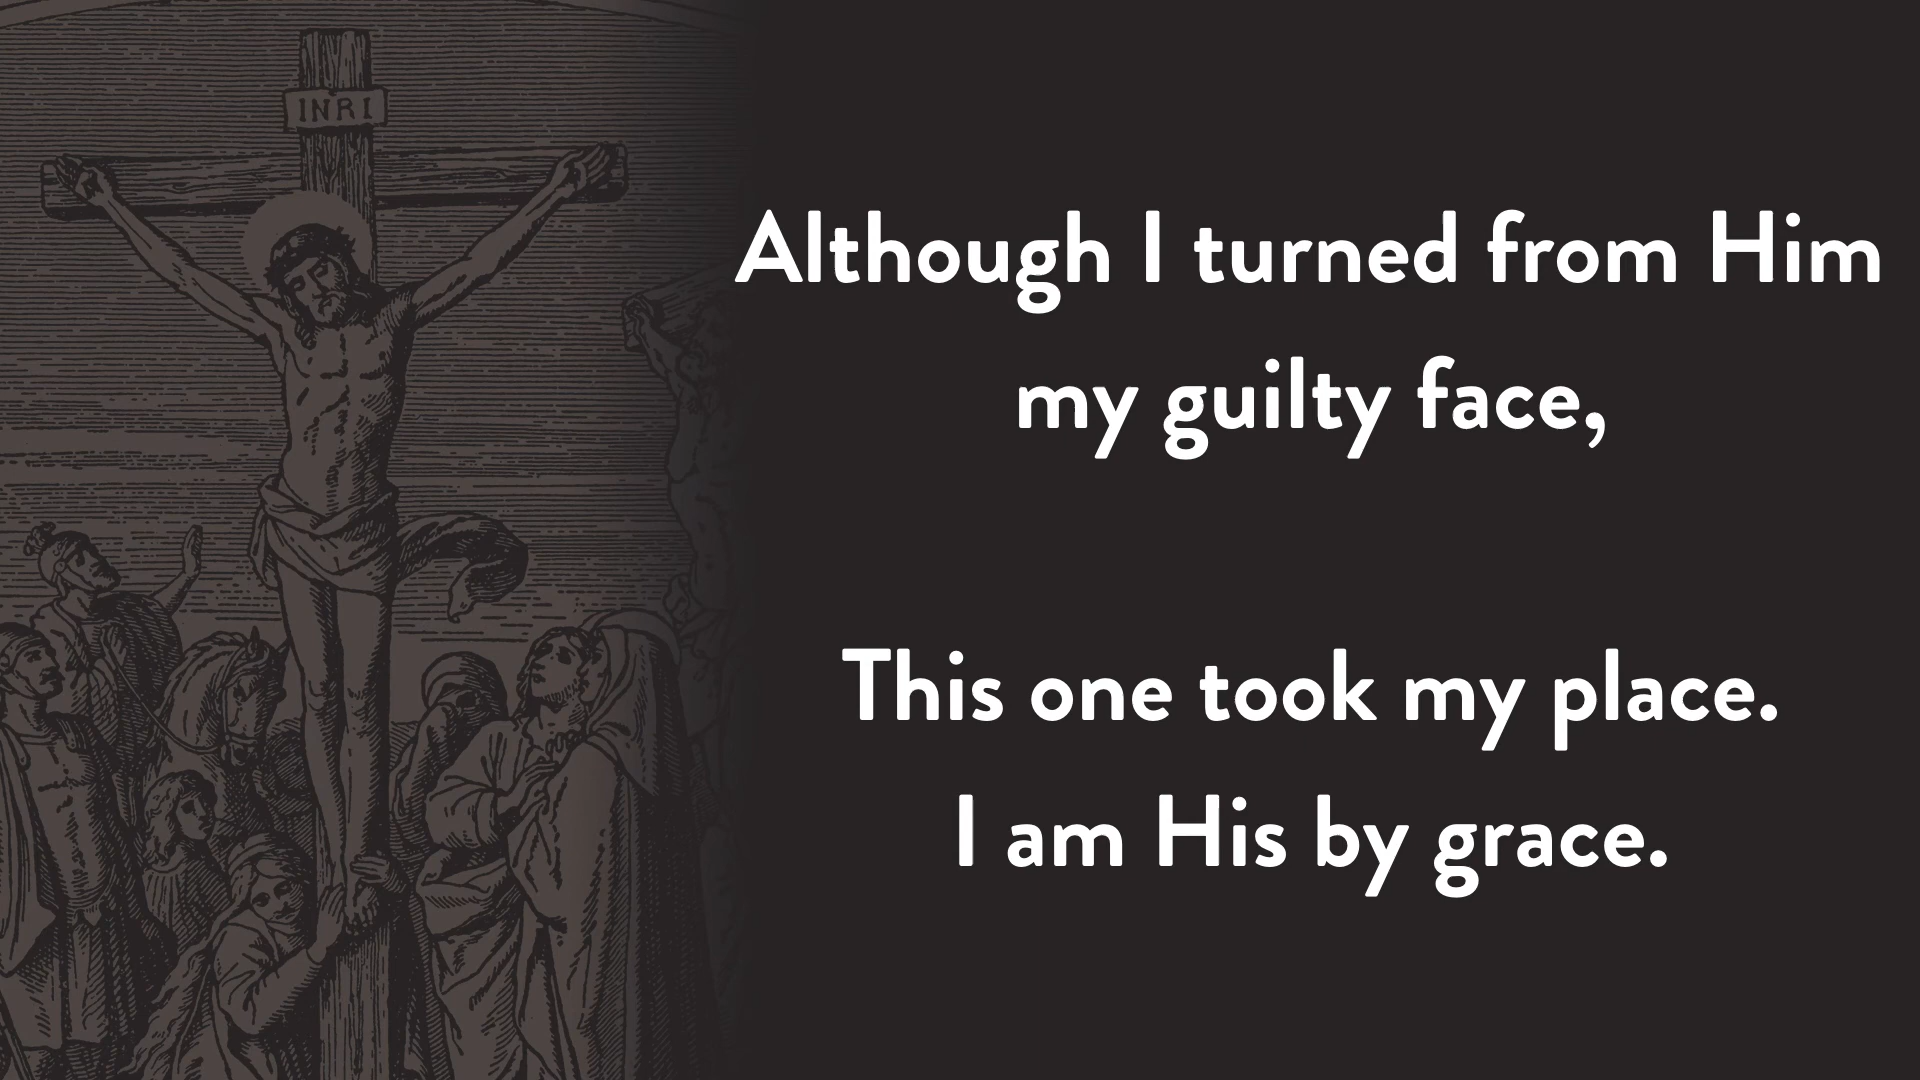 INRI
Although I turned from Him
my guilty face,
This one took my place.
I am His by grace.